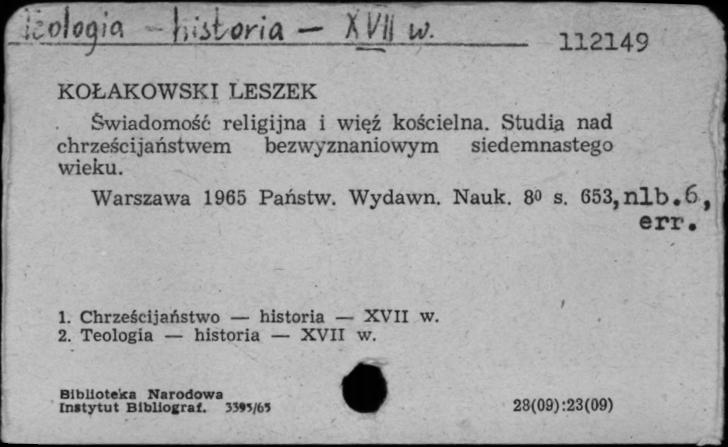 Teologia — historia — XVII w.
112149
KOŁAKOWSKI LESZEK
Świadomość religijna i więź kościelna. Studia nad
chrześcijaństwem bezwyznaniowym siedemnastego
wieku.
Warszawa 1965 Państw. Wydawn. Nauk. 8⁰ s. 653, nlb.6,
err.
1. Chrześcijaństwo — historia — XVII w.
2. Teologia — historia — XVII w.
Biblioteka Narodowa
Instytut Bibliograf. 3395/65
28(09):23(09)